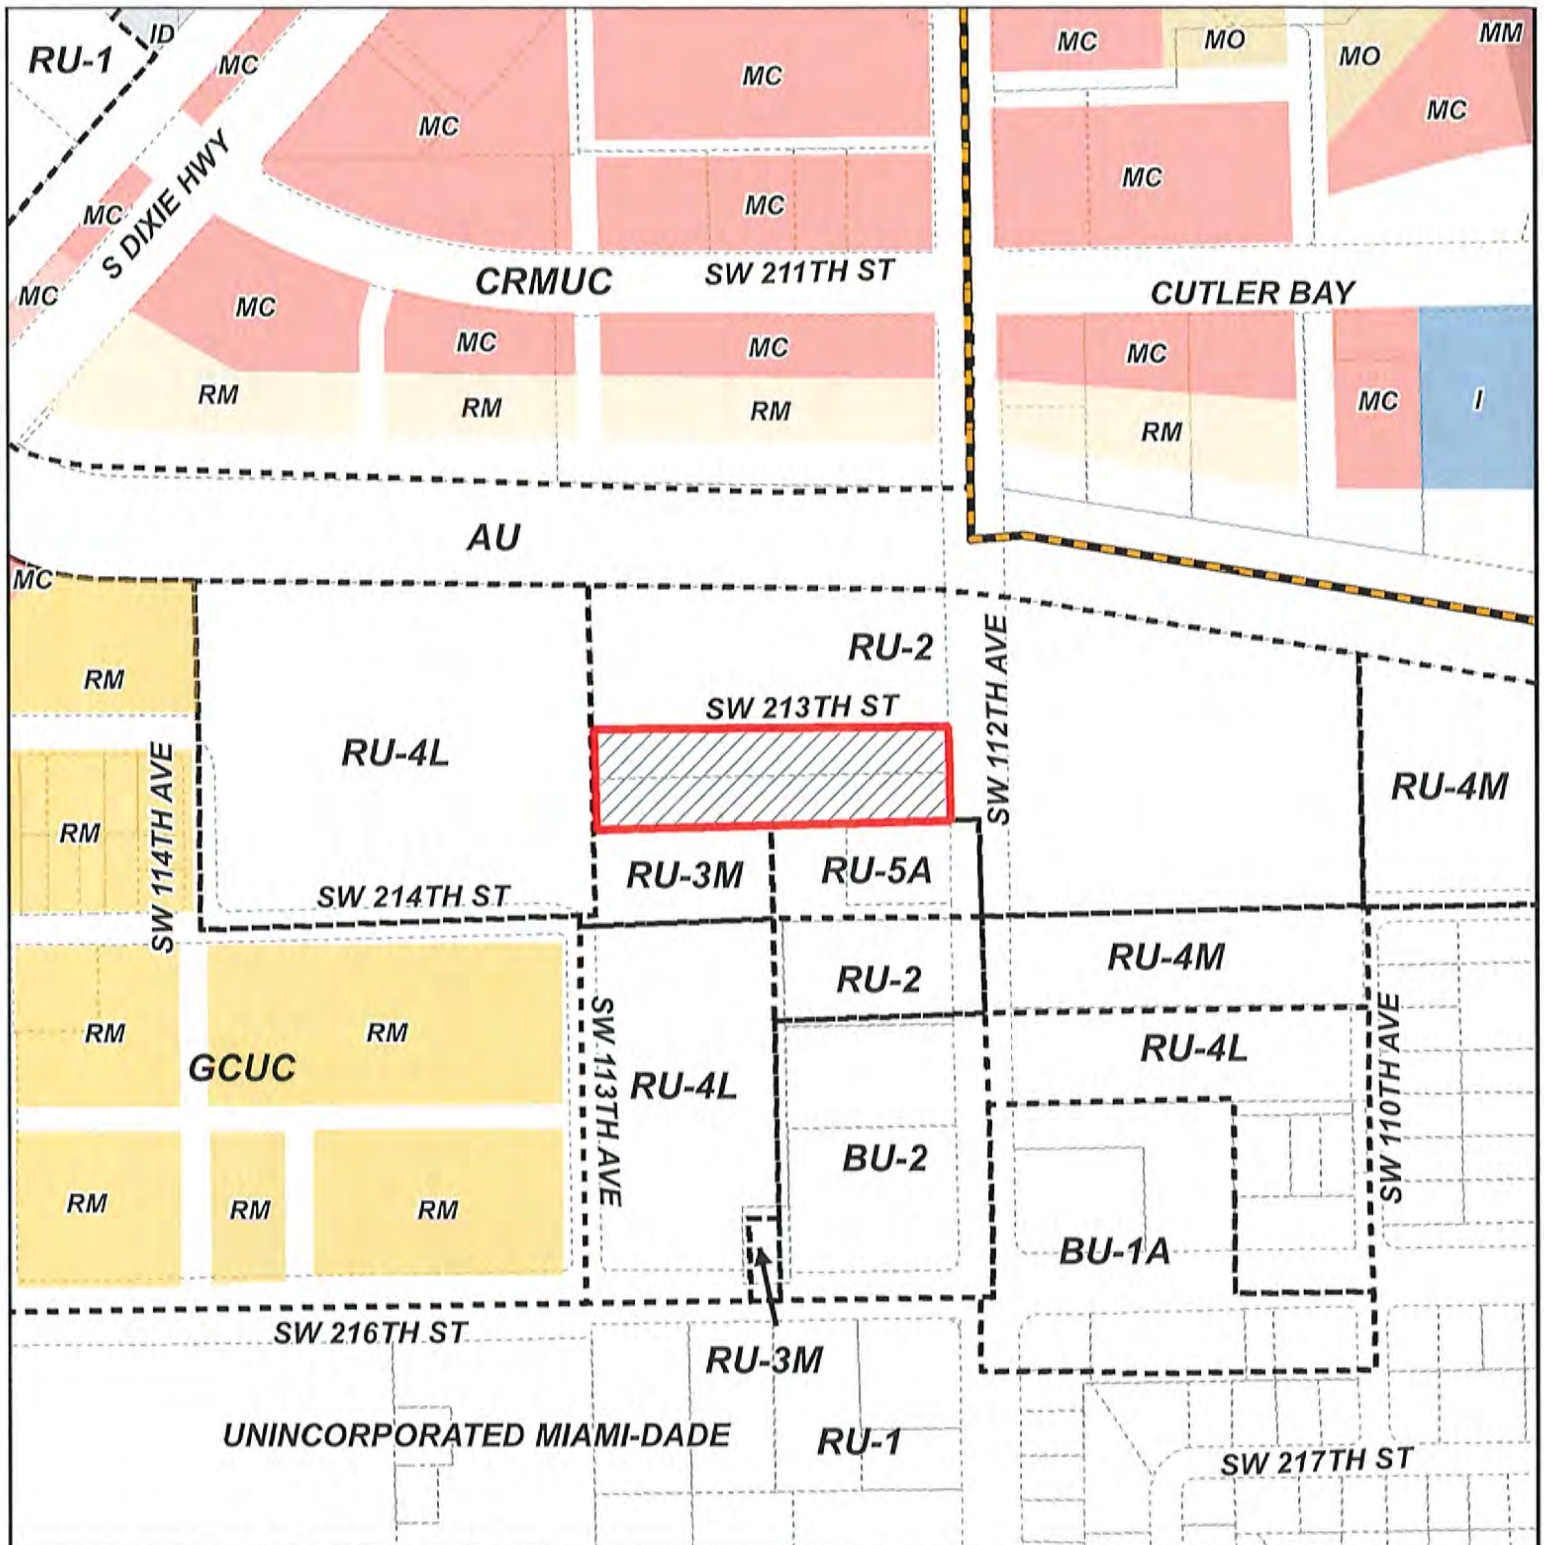 ID
RU-1
MC
MC
MC
MC
MO
MO
MM
MC
MC
MC
MC
MC
S DIXIE HWY
CRMUC
SW 211TH ST
CUTLER BAY
MC
MC
MC
MC
MC
MC
I
RM
RM
RM
RM
AU
MC
RM
RU-2
SW 213TH ST
SW 112TH AVE
RU-4L
RU-4M
RM
SW 114TH AVE
RU-3M
RU-5A
SW 214TH ST
RU-4M
RU-2
RM
RM
GCUC
SW 113TH AVE
RU-4L
RU-4L
SW 110TH AVE
BU-2
RM
RM
RM
BU-1A
SW 216TH ST
RU-3M
UNINCORPORATED MIAMI-DADE
RU-1
SW 217TH ST